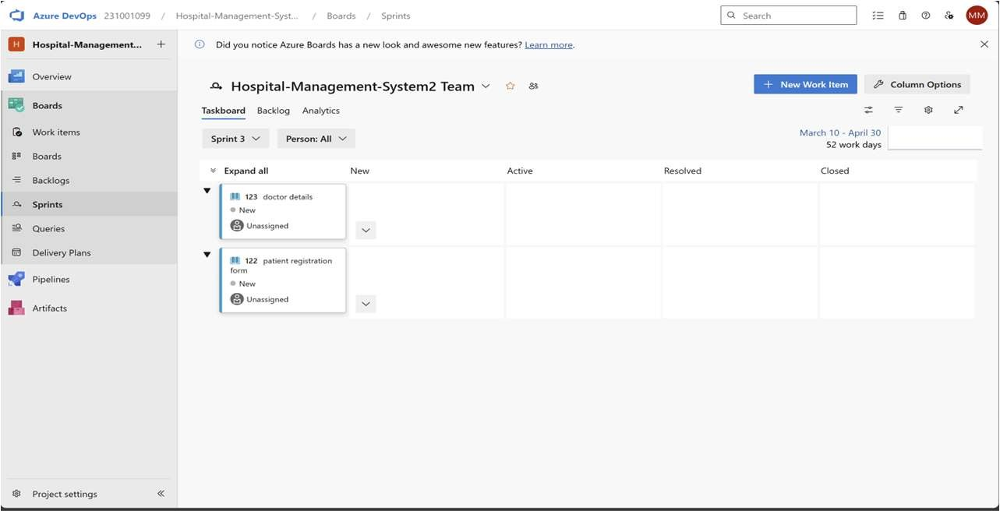 Azure DevOps 231001099 / Hospital-Management-Syst... / Boards / Sprints
Search
MM
H Hospital-Management... +
Did you notice Azure Boards has a new look and awesome new features? Learn more.
Overview
Boards
Work items
Boards
Backlogs
Sprints
Queries
Delivery Plans
Pipelines
Artifacts
Project settings
Hospital-Management-System2 Team
New Work Item
Column Options
Taskboard Backlog Analytics
Sprint 3 Person: All
March 10 - April 30
52 work days
Expand all New Active Resolved Closed
123 doctor details
New
Unassigned
122 patient registration
form
New
Unassigned